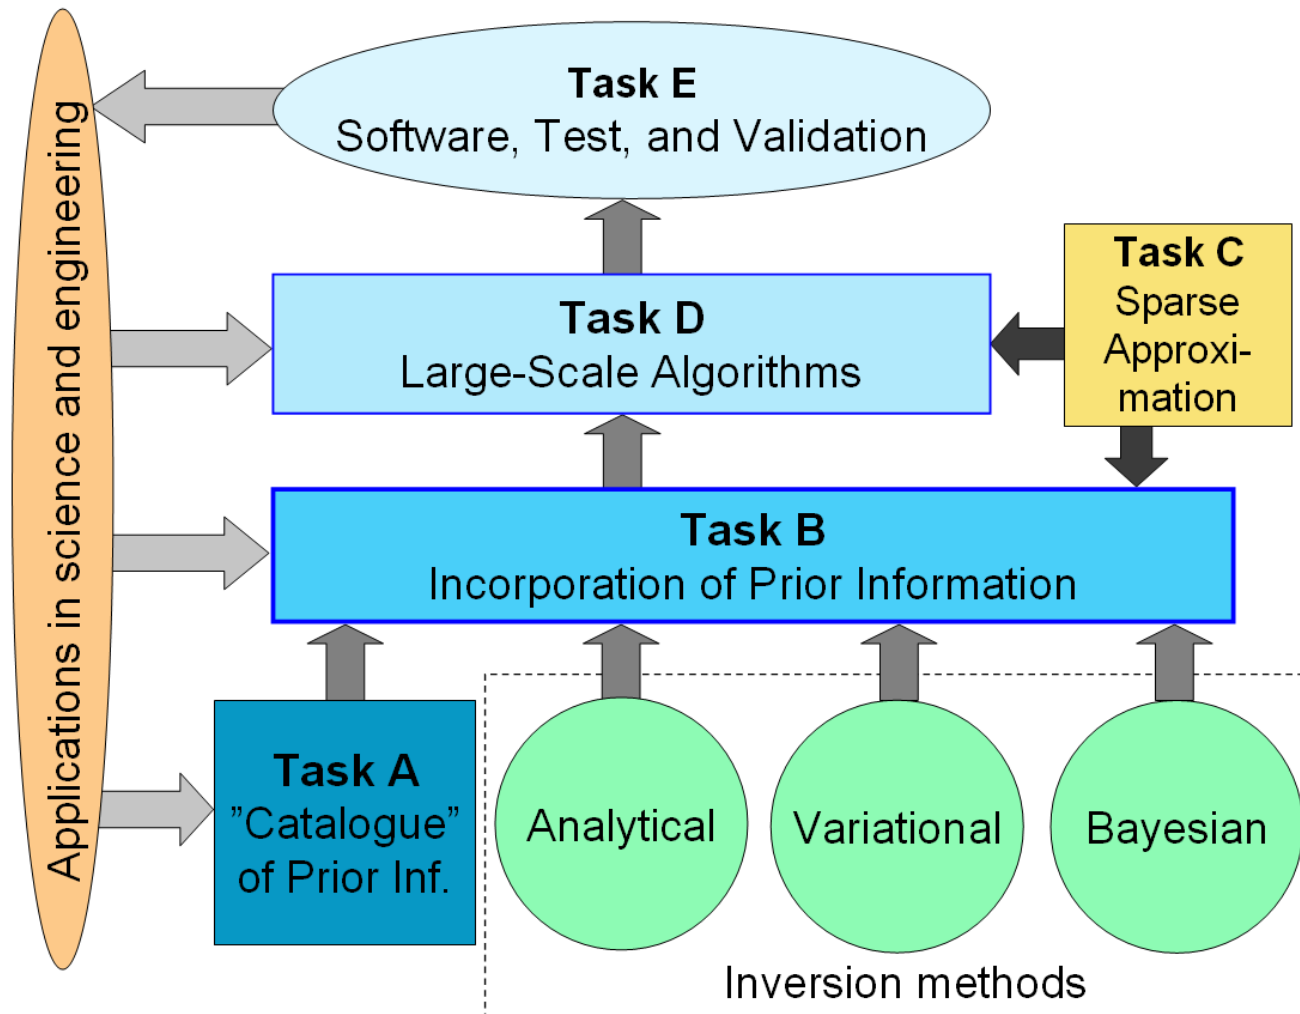 Applications in science and engineering
Task E
Software, Test, and Validation
Task C
Sparse
Approxi-
mation
Task D
Large-Scale Algorithms
Task B
Incorporation of Prior Information
Task A
”Catalogue”
of Prior Inf.
Analytical
Variational
Bayesian
Inversion methods